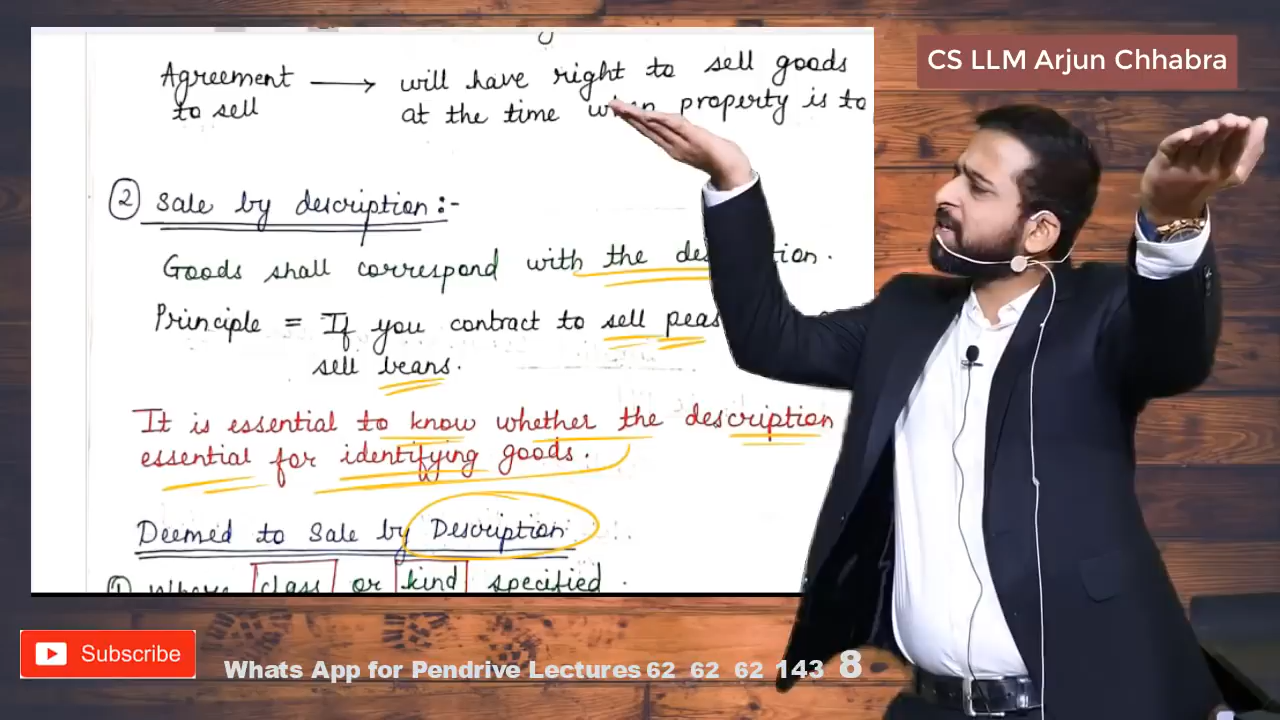 CS LLM Arjun Chhabra
Agreement → will have right to sell goods
to sell at the time when property is to
② Sale by description :-
Goods shall correspond with the
Principle = If you contract to sell peas
sell beans.
It is essential to know whether the description
essential for identifying goods.
Deemed to Sale by Description
① Where class or kind specified.
Subscribe
Whats App for Pendrive Lectures 62 62 62 143 8